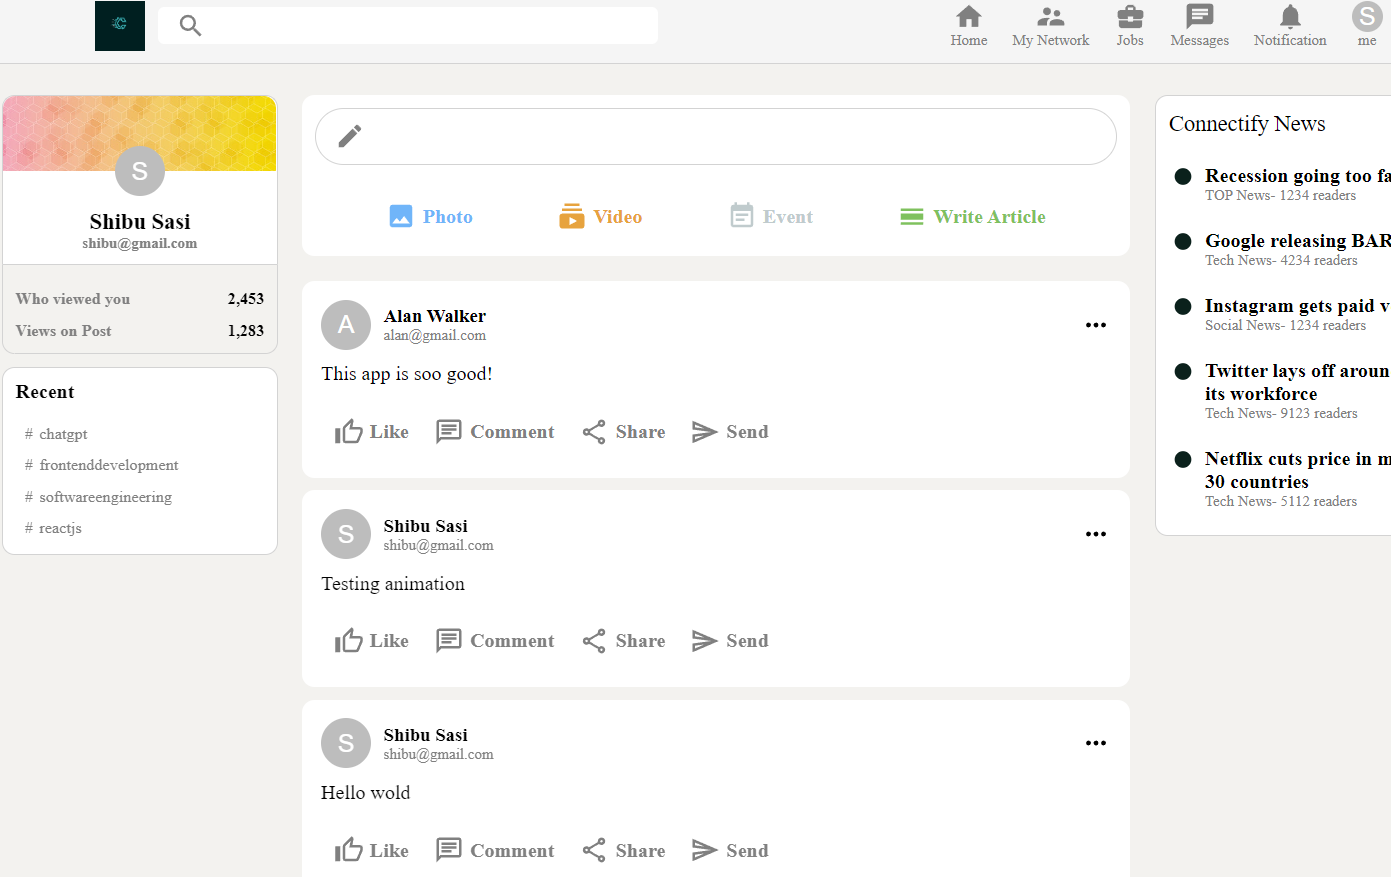 Home
My Network
Jobs
Messages
Notification
S
me
S
Shibu Sasi
shibu@gmail.com
Who viewed you 2,453
Views on Post 1,283
Recent
# chatgpt
# frontenddevelopment
# softwareengineering
# reactjs
Photo
Video
Event
Write Article
A
Alan Walker
alan@gmail.com
This app is soo good!
Like
Comment
Share
Send
S
Shibu Sasi
shibu@gmail.com
Testing animation
Like
Comment
Share
Send
S
Shibu Sasi
shibu@gmail.com
Hello wold
Like
Comment
Share
Send
Connectify News
Recession going too fa
TOP News- 1234 readers
Google releasing BAR
Tech News- 4234 readers
Instagram gets paid v
Social News- 1234 readers
Twitter lays off aroun
its workforce
Tech News- 9123 readers
Netflix cuts price in m
30 countries
Tech News- 5112 readers